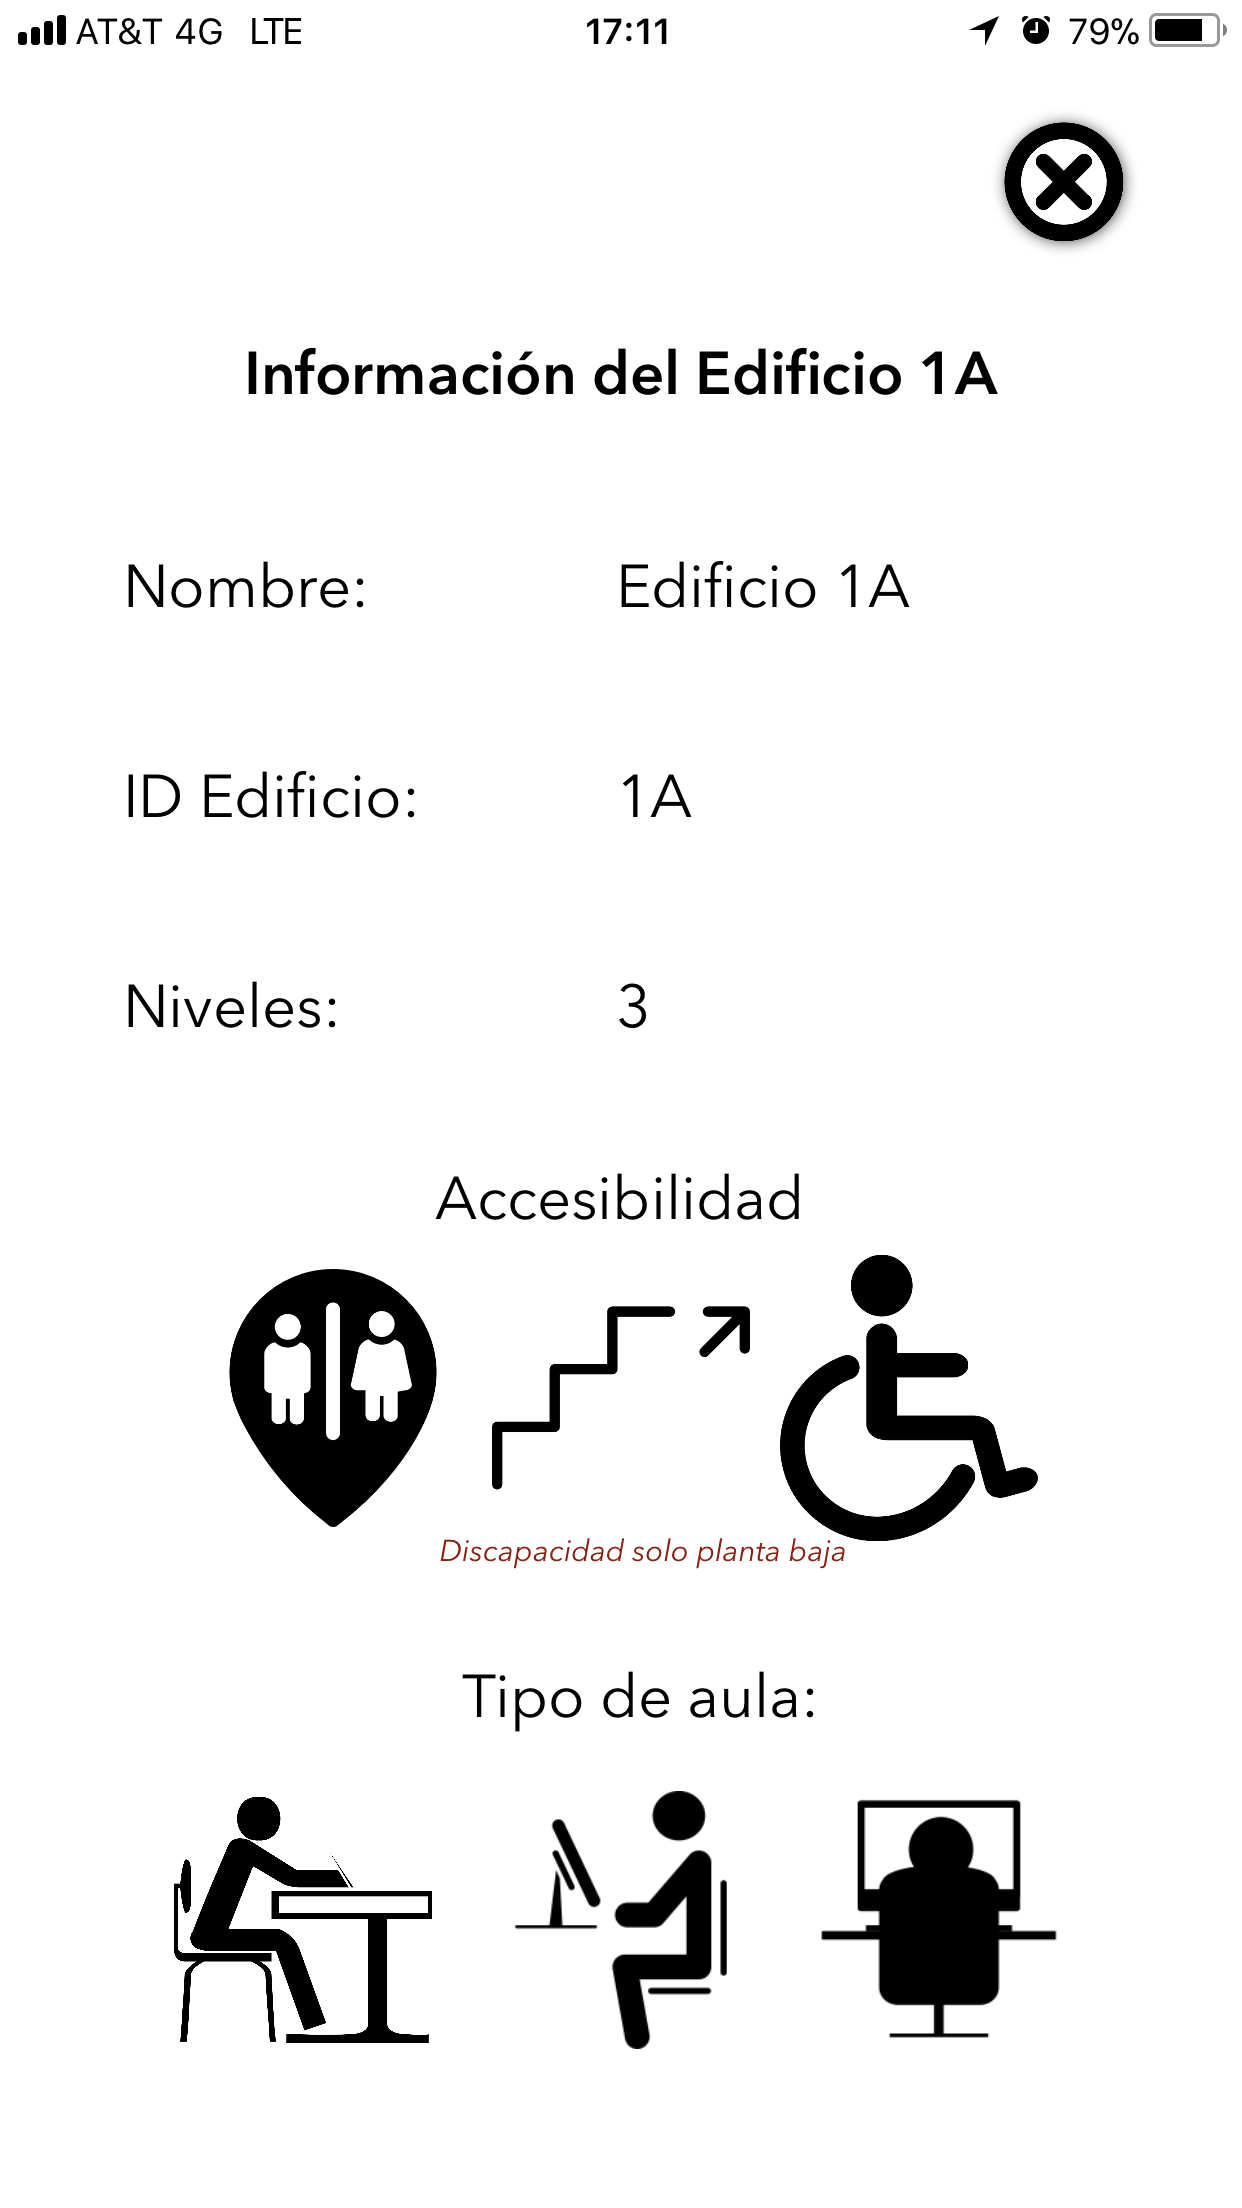 AT&T 4G LTE 17:11 79%
Información del Edificio 1A
Nombre: Edificio 1A
ID Edificio: 1A
Niveles: 3
Accesibilidad
Discapacidad solo planta baja
Tipo de aula: